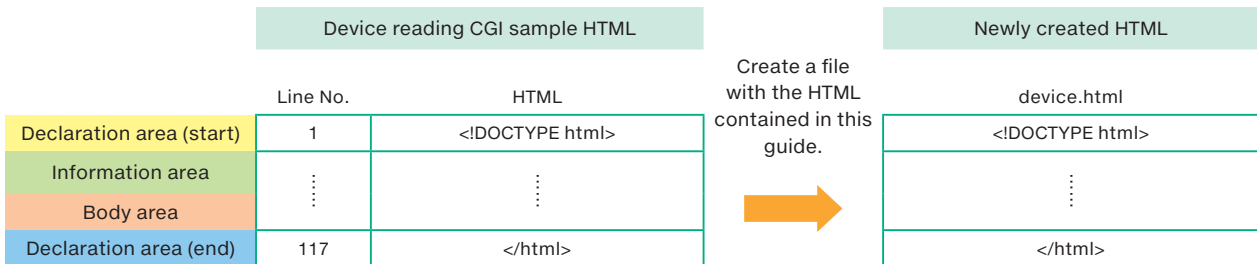 Device reading CGI sample HTML
Newly created HTML
Line No.
HTML
Create a file
with the HTML
contained in this
guide.
device.html
Declaration area (start)
1
<!DOCTYPE html>
<!DOCTYPE html>
Information area
Body area
Declaration area (end)
117
</html>
</html>